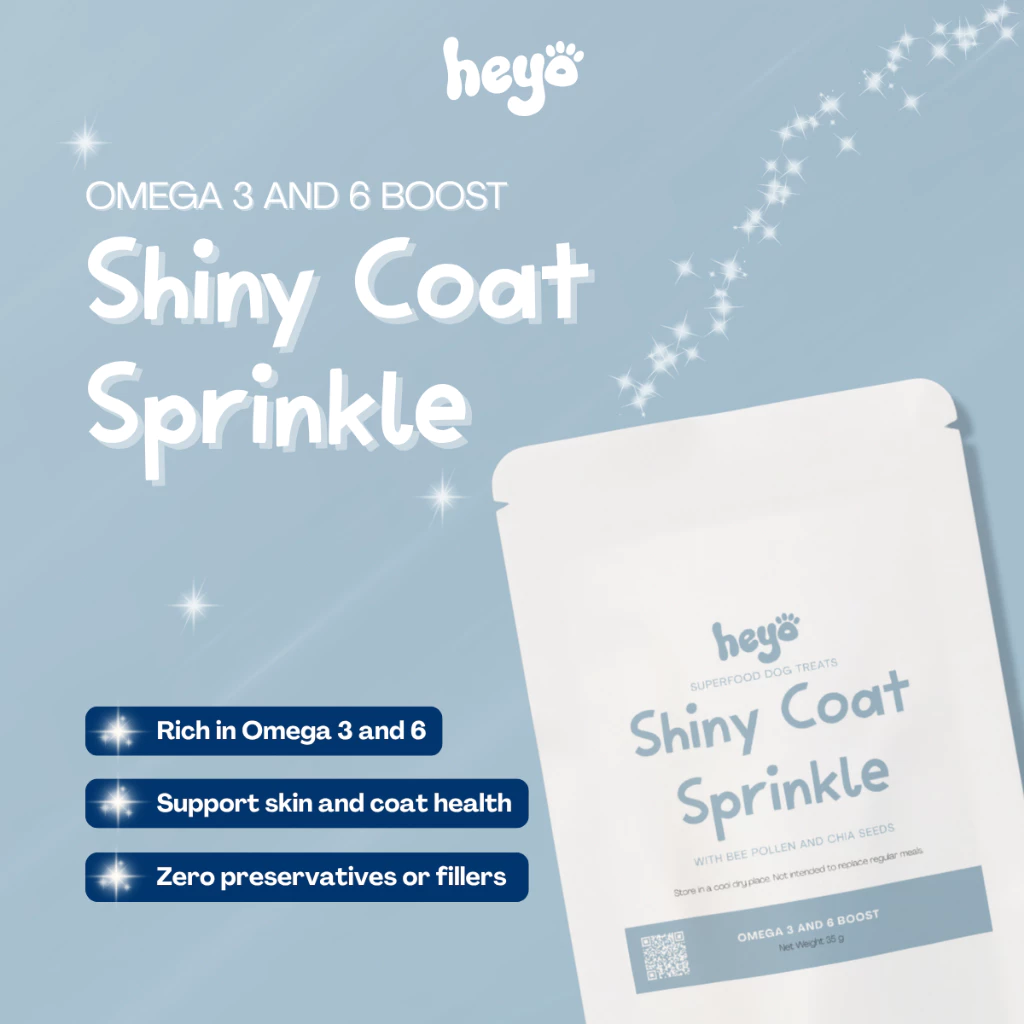 heyo
OMEGA 3 AND 6 BOOST
Shiny Coat
Sprinkle
Rich in Omega 3 and 6
Support skin and coat health
Zero preservatives or fillers
heyo
SUPERFOOD DOG TREATS
Shiny Coat
Sprinkle
WITH BEE POLLEN AND CHIA SEEDS
Store in a cool dry place. Not intended to replace regular meals
OMEGA 3 AND 6 BOOST
Net Weight 35 g